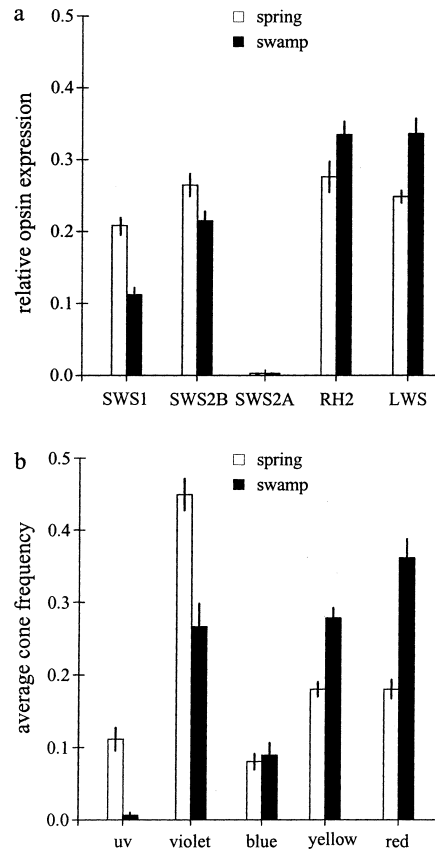 a
spring
swamp
relative opsin expression
0.5
0.4
0.3
0.2
0.1
0.0
SWS1 SWS2B SWS2A RH2 LWS
b
spring
swamp
average cone frequency
0.5
0.4
0.3
0.2
0.1
0.0
uv violet blue yellow red